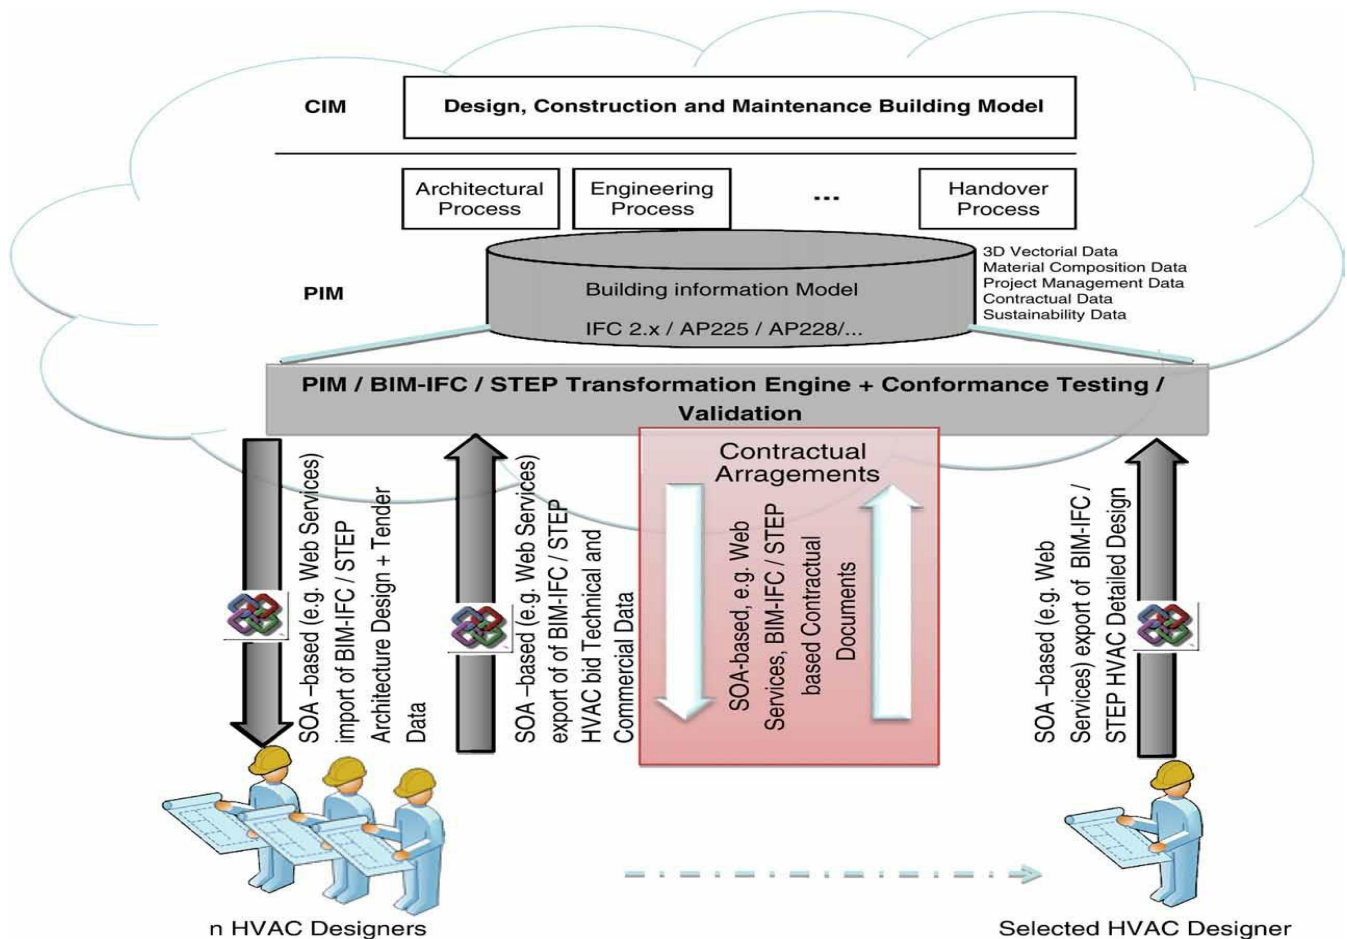 CIM
Design, Construction and Maintenance Building Model
Architectural
Process
Engineering
Process
...
Handover
Process
PIM
Building information Model
IFC 2.x / AP225 / AP228/...
3D Vectorial Data
Material Composition Data
Project Management Data
Contractual Data
Sustainability Data
PIM / BIM-IFC / STEP Transformation Engine + Conformance Testing /
Validation
SOA –based (e.g. Web Services)
import of BIM-IFC / STEP
Architecture Design + Tender
Data
SOA –based (e.g. Web Services)
export of of BIM-IFC / STEP
HVAC bid Technical and
Commercial Data
Contractual
Arragements
SOA-based, e.g. Web
Services, BIM-IFC / STEP
based Contractual
Documents
SOA –based (e.g. Web
Services) export of  BIM-IFC /
STEP HVAC Detailed Design
n HVAC Designers
Selected HVAC Designer